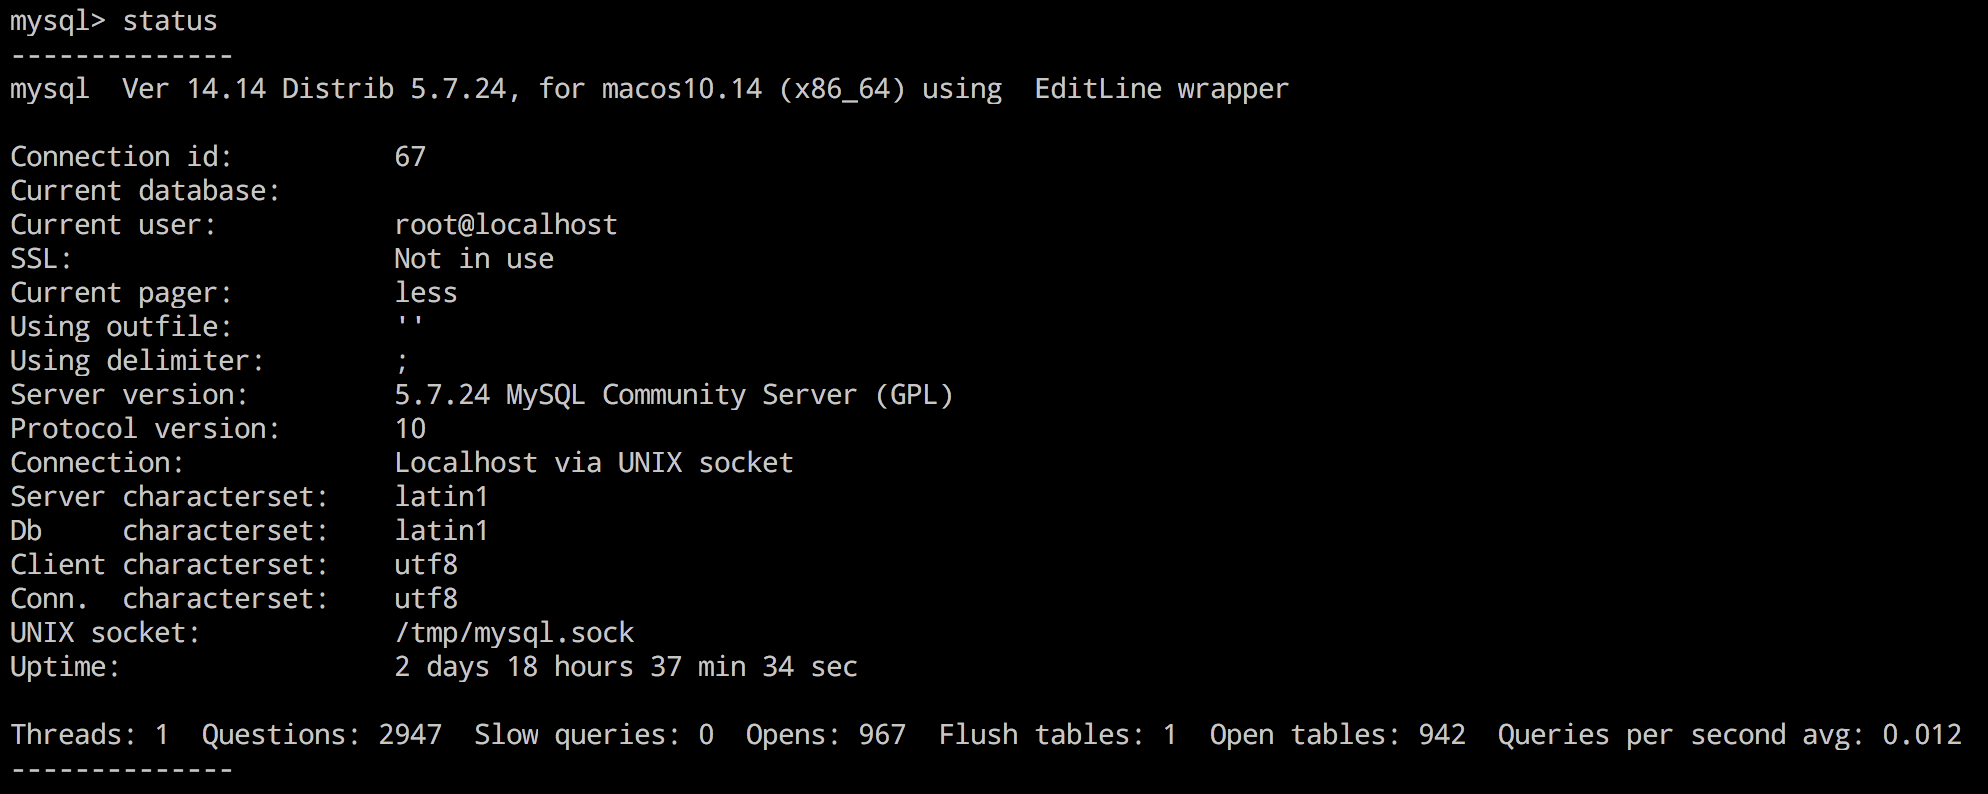 mysql> status
--------------
mysql  Ver 14.14 Distrib 5.7.24, for macos10.14 (x86_64) using  EditLine wrapper

Connection id:          67
Current database:
Current user:           root@localhost
SSL:                    Not in use
Current pager:          less
Using outfile:          ''
Using delimiter:        ;
Server version:         5.7.24 MySQL Community Server (GPL)
Protocol version:       10
Connection:             Localhost via UNIX socket
Server characterset:    latin1
Db     characterset:    latin1
Client characterset:    utf8
Conn.  characterset:    utf8
UNIX socket:            /tmp/mysql.sock
Uptime:                 2 days 18 hours 37 min 34 sec

Threads: 1  Questions: 2947  Slow queries: 0  Opens: 967  Flush tables: 1  Open tables: 942  Queries per second avg: 0.012
--------------